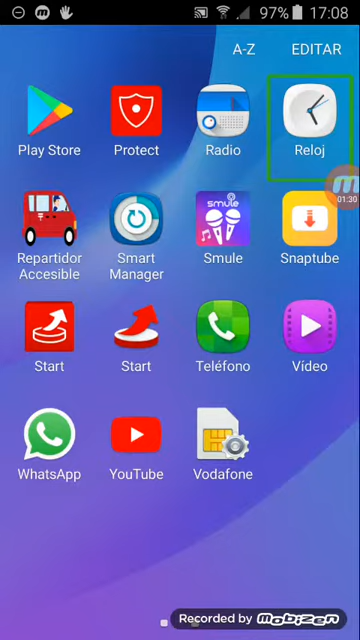 97% 17:08
A-Z EDITAR
Play Store Protect Radio Reloj
01:30
Repartidor Accesible Smart Manager smule Smule Snaptube
Start Start Teléfono Vídeo
WhatsApp YouTube Vodafone
Recorded by Mobizen